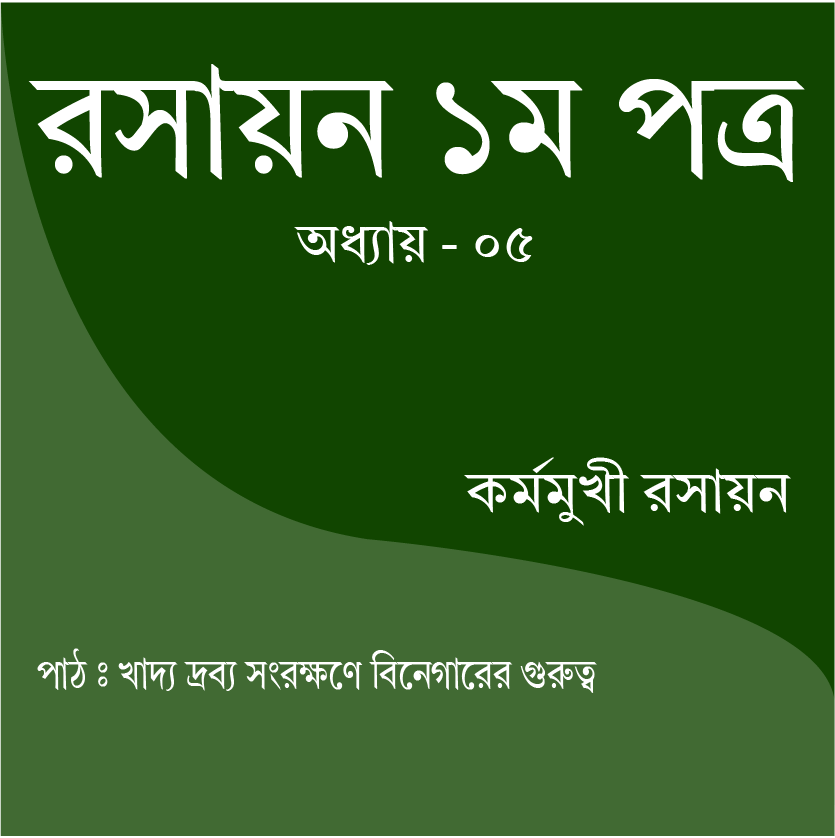 রসায়ন ১ম পত্র
অধ্যায় - ০৫
কর্মমুখী রসায়ন
পাঠ ঃ খাদ্য দ্রব্য সংরক্ষণে বিনেগারের গুরুত্ব